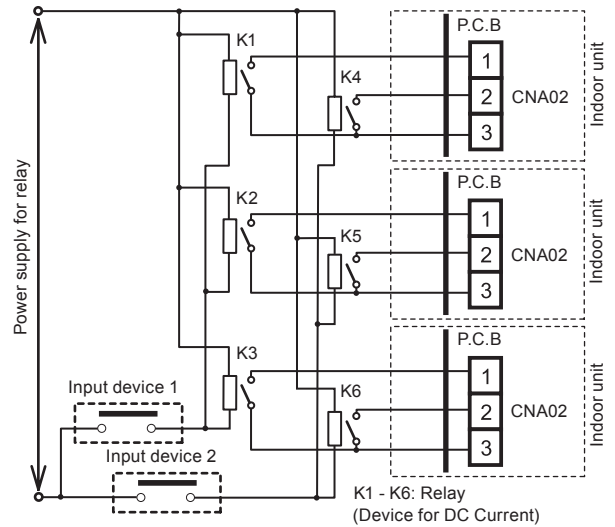 P.C.B
K1
1
K4
2
CNA02
3
Indoor unit
P.C.B
K2
1
K5
2
CNA02
3
Indoor unit
Power supply for relay
P.C.B
K3
1
K6
2
CNA02
3
Indoor unit
Input device 1
Input device 2
K1 - K6: Relay
(Device for DC Current)